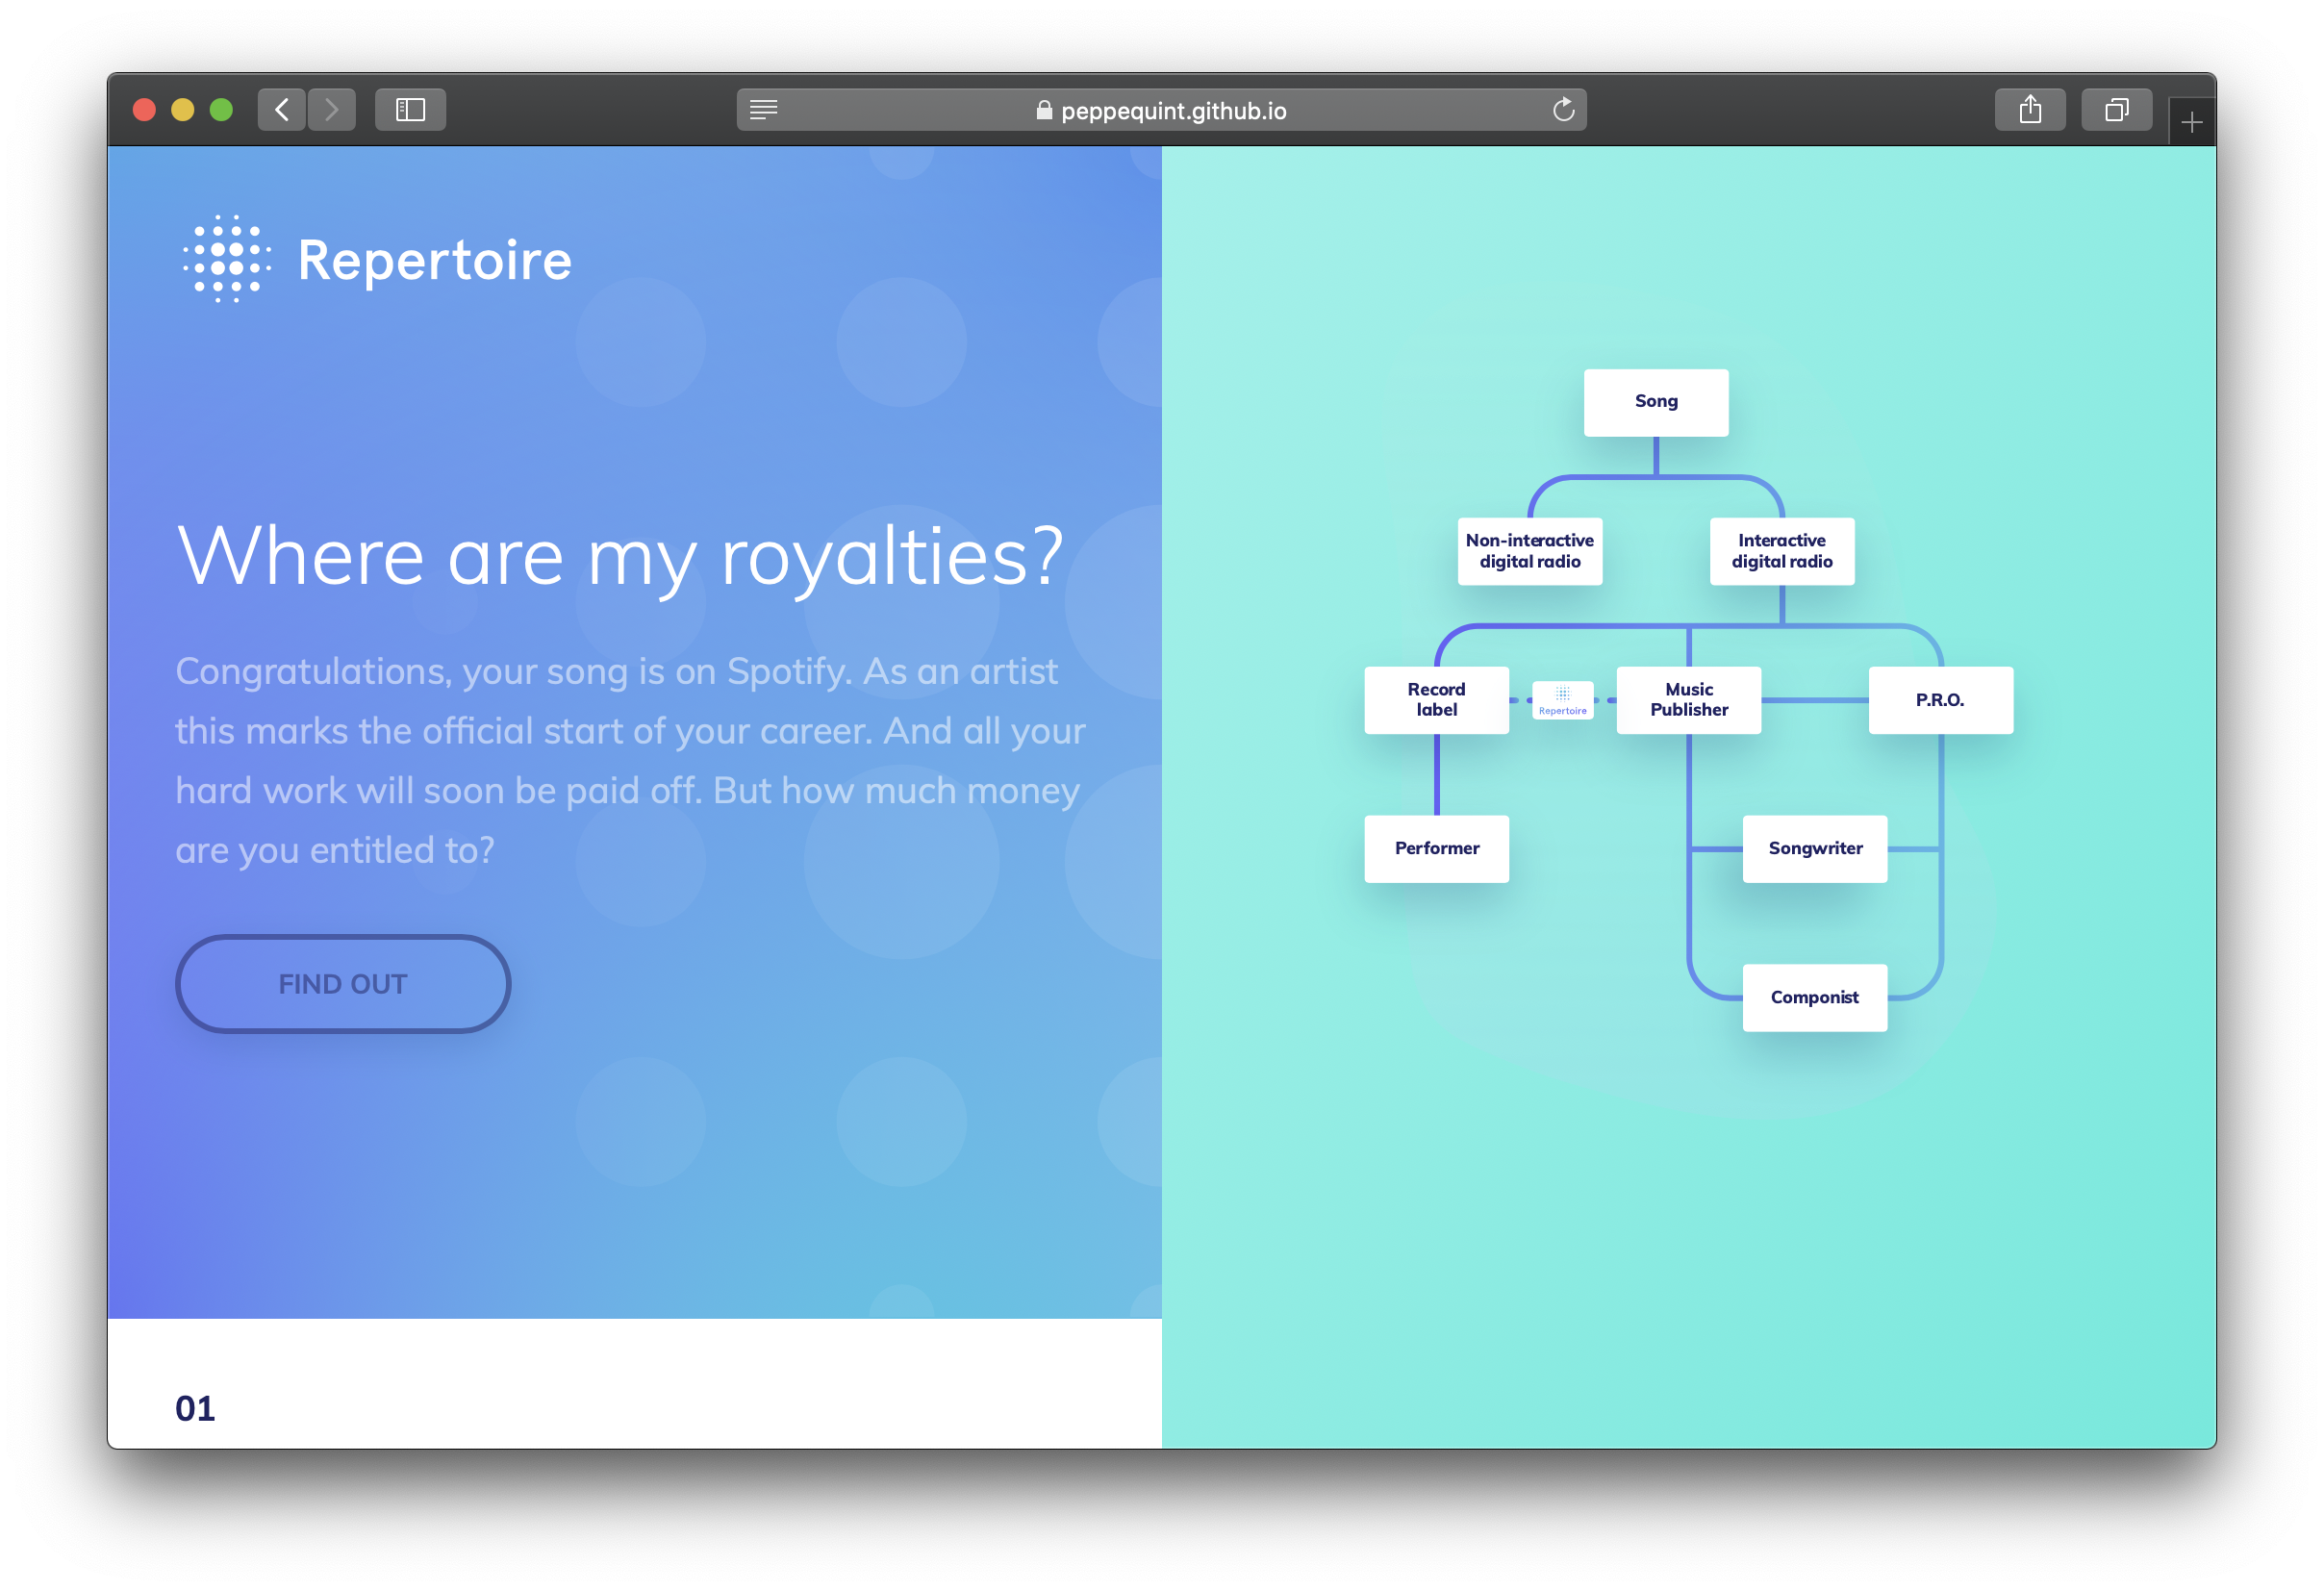 peppequint.github.io
Repertoire
Where are my royalties?
Congratulations, your song is on Spotify. As an artist
this marks the official start of your career. And all your
hard work will soon be paid off. But how much money
are you entitled to?
FIND OUT
01
Song
Non-interactive
digital radio
Interactive
digital radio
Record
label
Repertoire
Music
Publisher
P.R.O.
Performer
Songwriter
Componist